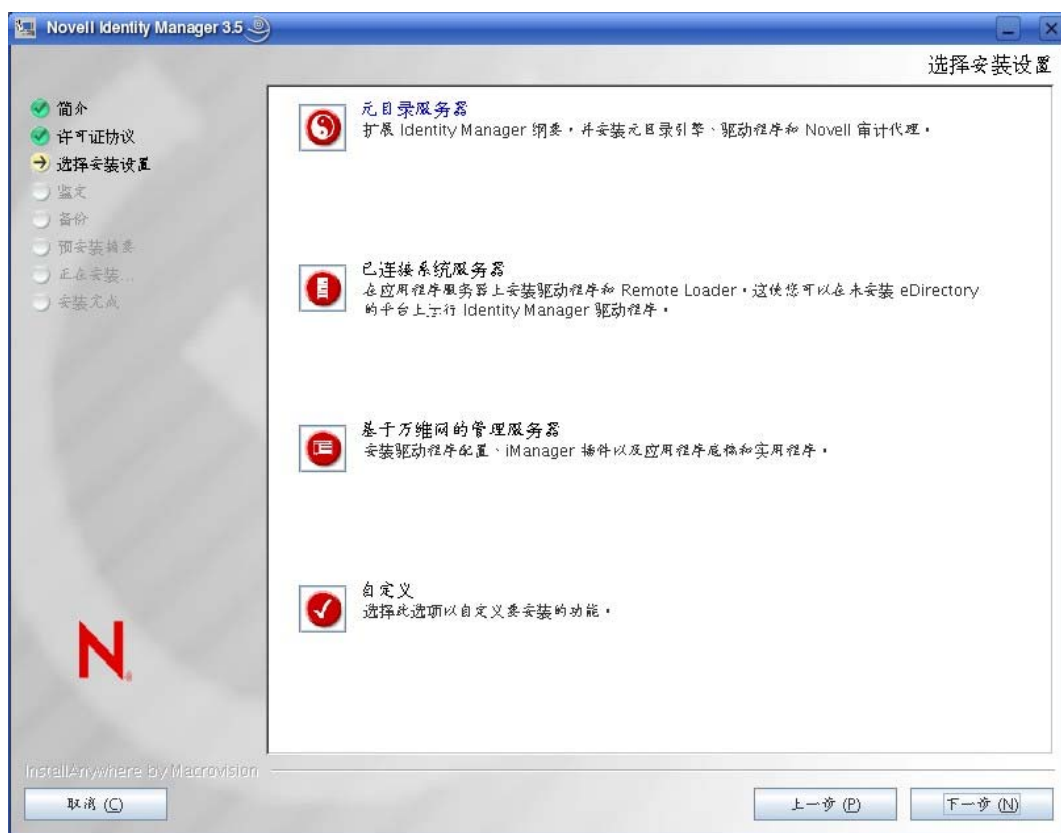 Novell Identity Manager 3.5
选择安装设置
简介
许可证协议
选择安装设置
鉴定
备份
预安装摘要
正在安装...
安装完成
元目录服务器
扩展 Identity Manager 纲要，并安装元目录引擎、驱动程序和 Novell 审计代理。
已连接系统服务器
在应用程序服务器上安装驱动程序和 Remote Loader。这使您可以在未安装 eDirectory
的平台上运行 Identity Manager 驱动程序。
基于万维网的管理服务器
安装驱动程序配置、iManager 插件以及应用程序底稿和实用程序。
自定义
选择此选项以自定义要安装的功能。
N
InstallAnywhere by Macrovision
取消 (C)
上一步 (P)
下一步 (N)